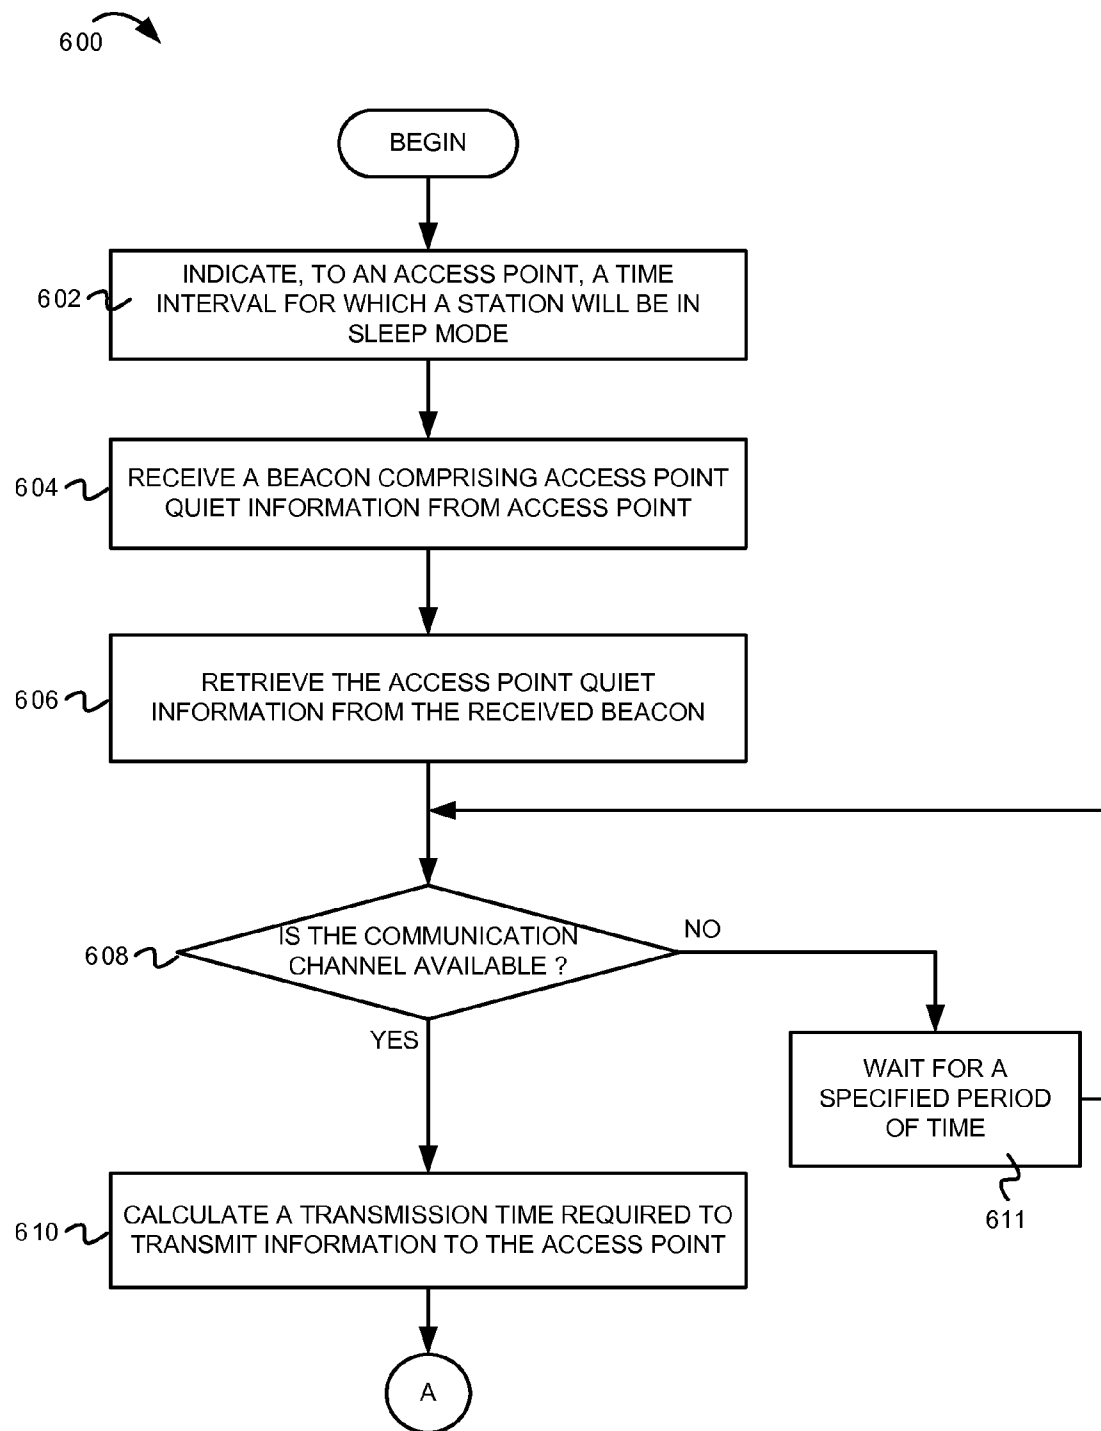 600
BEGIN
602
INDICATE, TO AN ACCESS POINT, A TIME
INTERVAL FOR WHICH A STATION WILL BE IN
SLEEP MODE
604
RECEIVE A BEACON COMPRISING ACCESS POINT
QUIET INFORMATION FROM ACCESS POINT
606
RETRIEVE THE ACCESS POINT QUIET
INFORMATION FROM THE RECEIVED BEACON
608
IS THE COMMUNICATION
CHANNEL AVAILABLE ?
NO
YES
WAIT FOR A
SPECIFIED PERIOD
OF TIME
611
610
CALCULATE A TRANSMISSION TIME REQUIRED TO
TRANSMIT INFORMATION TO THE ACCESS POINT
A